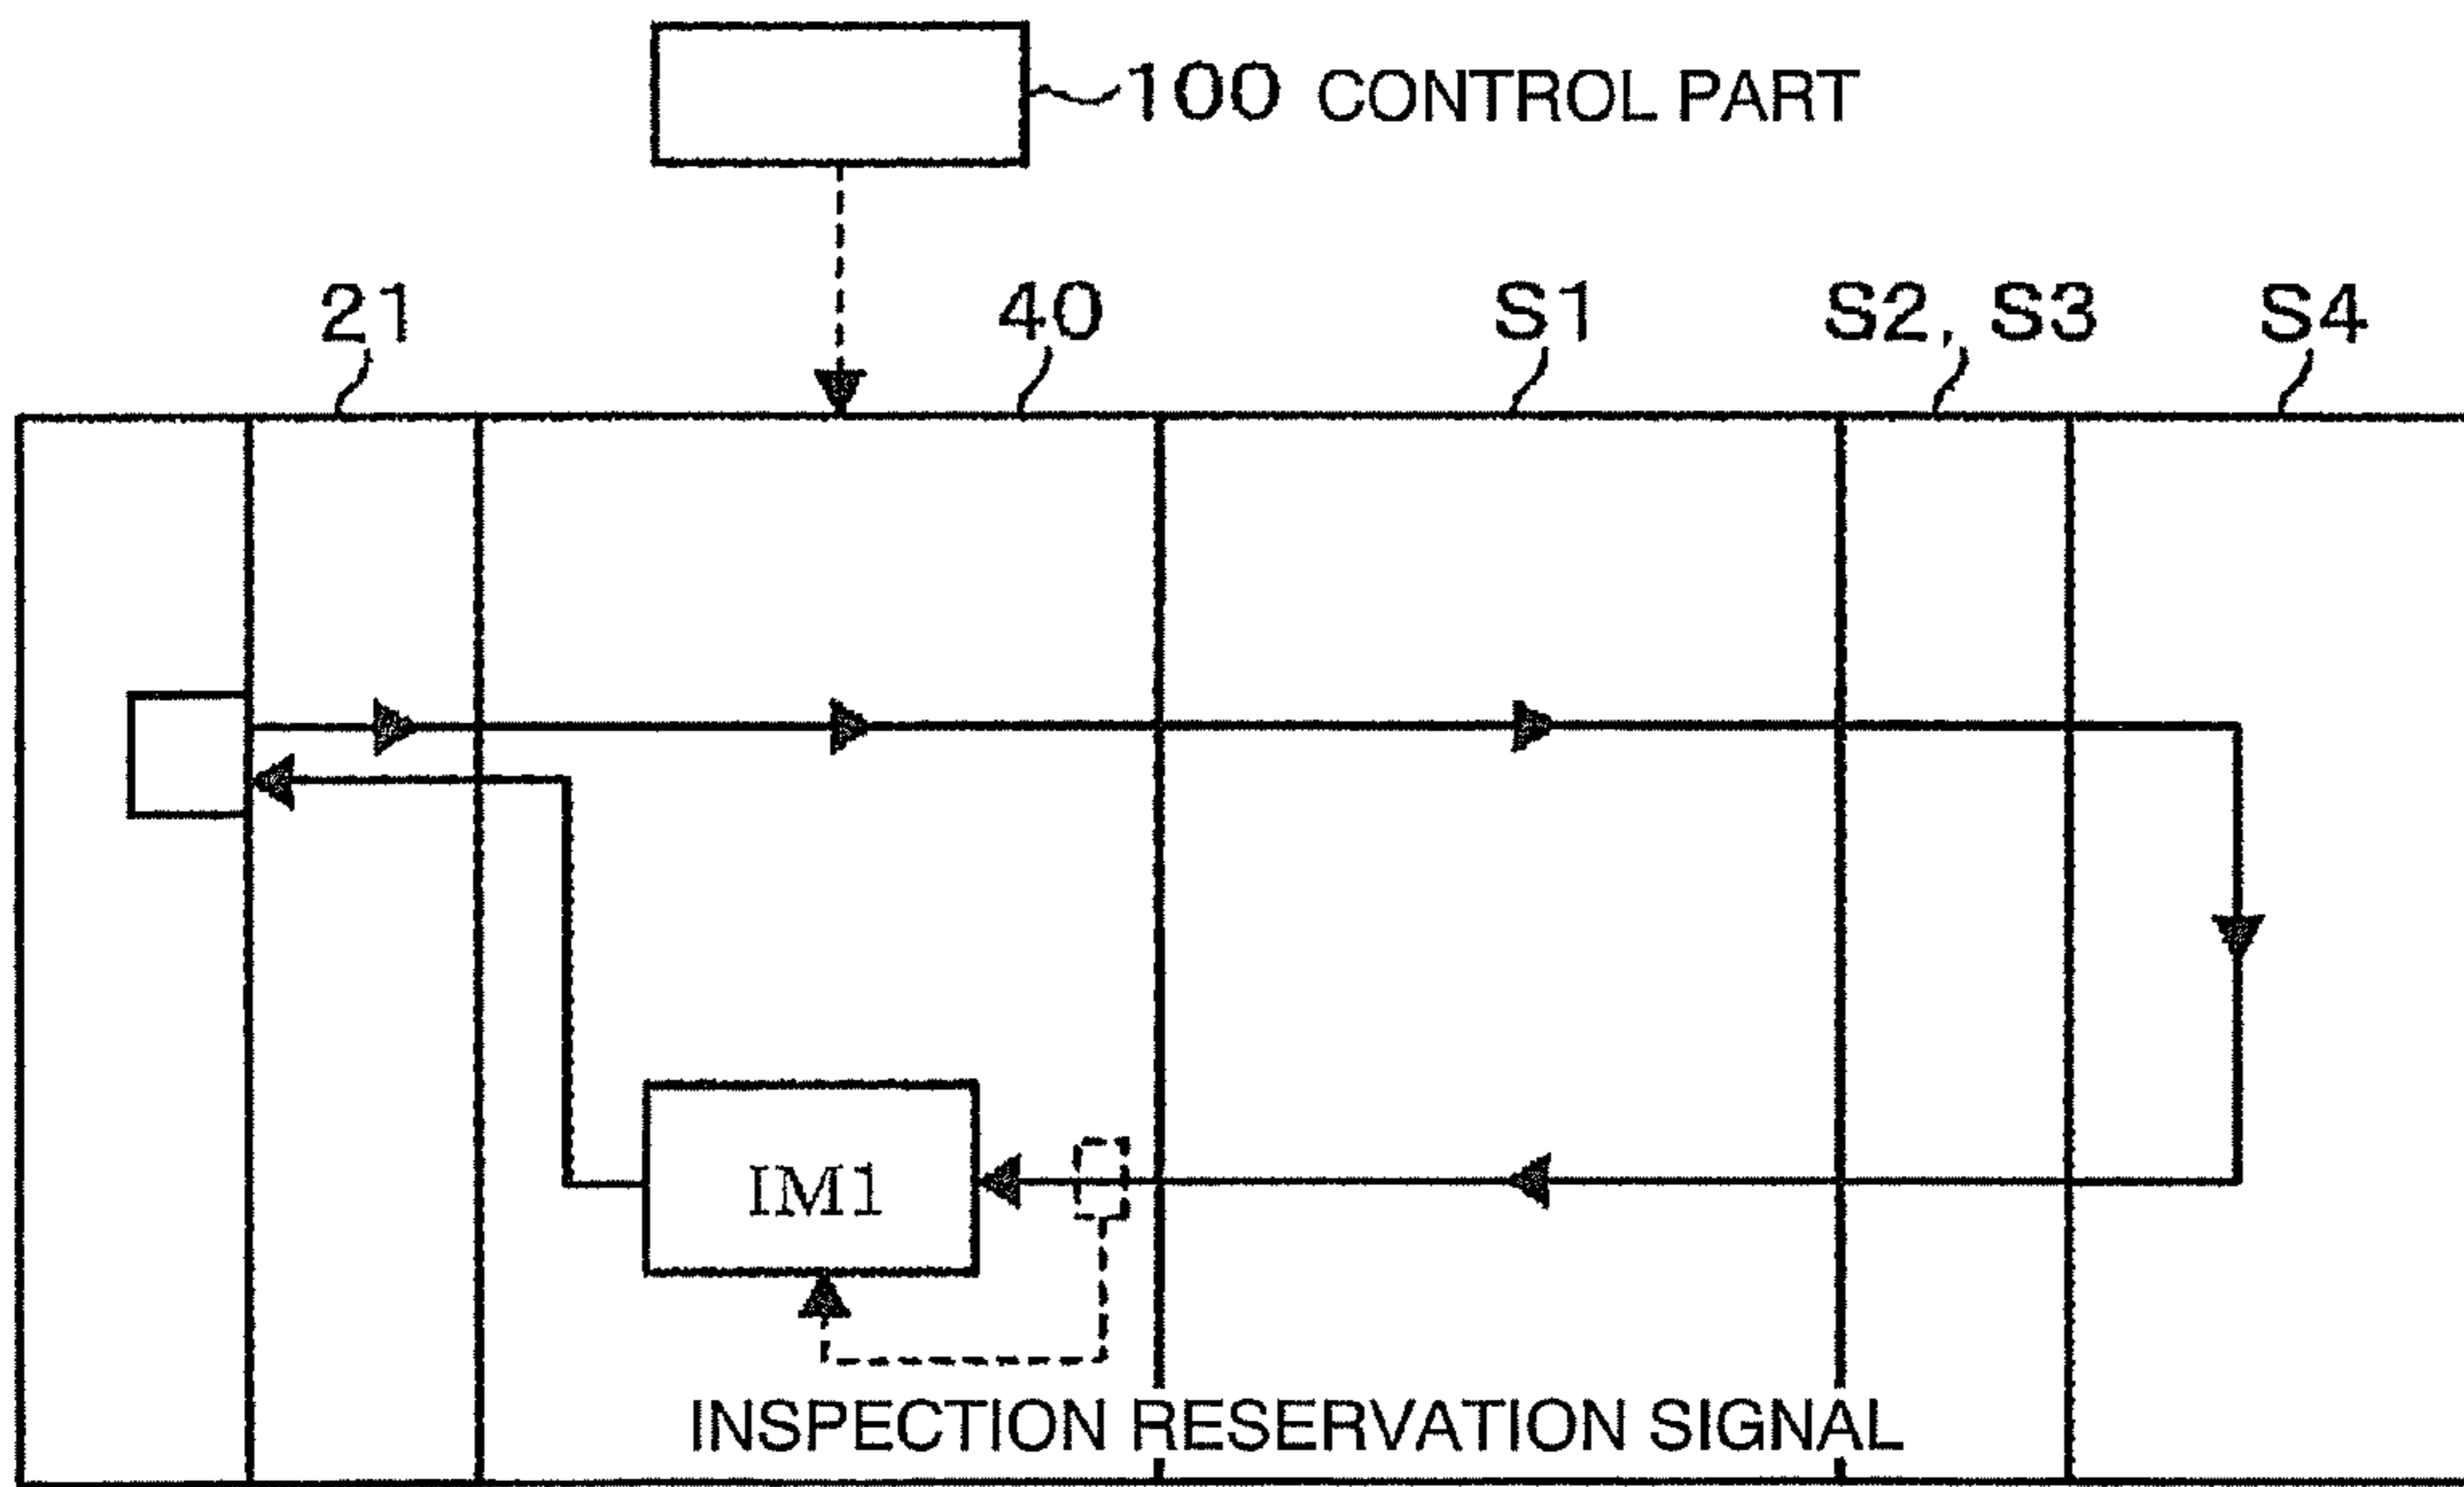 100 CONTROL PART
21
40
S1
S2, S3
S4
IM1
INSPECTION RESERVATION SIGNAL